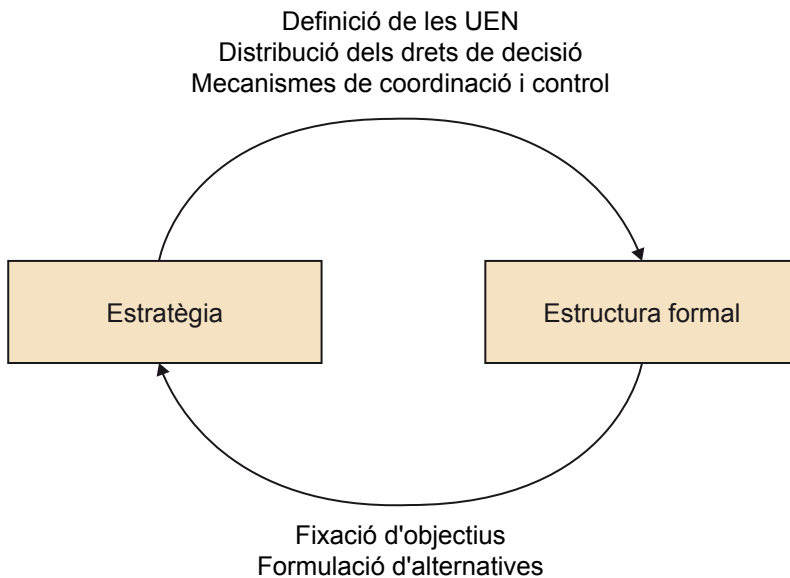 Definició de les UEN
Distribució dels drets de decisió
Mecanismes de coordinació i control
Estratègia
Estructura formal
Fixació d'objectius
Formulació d'alternatives